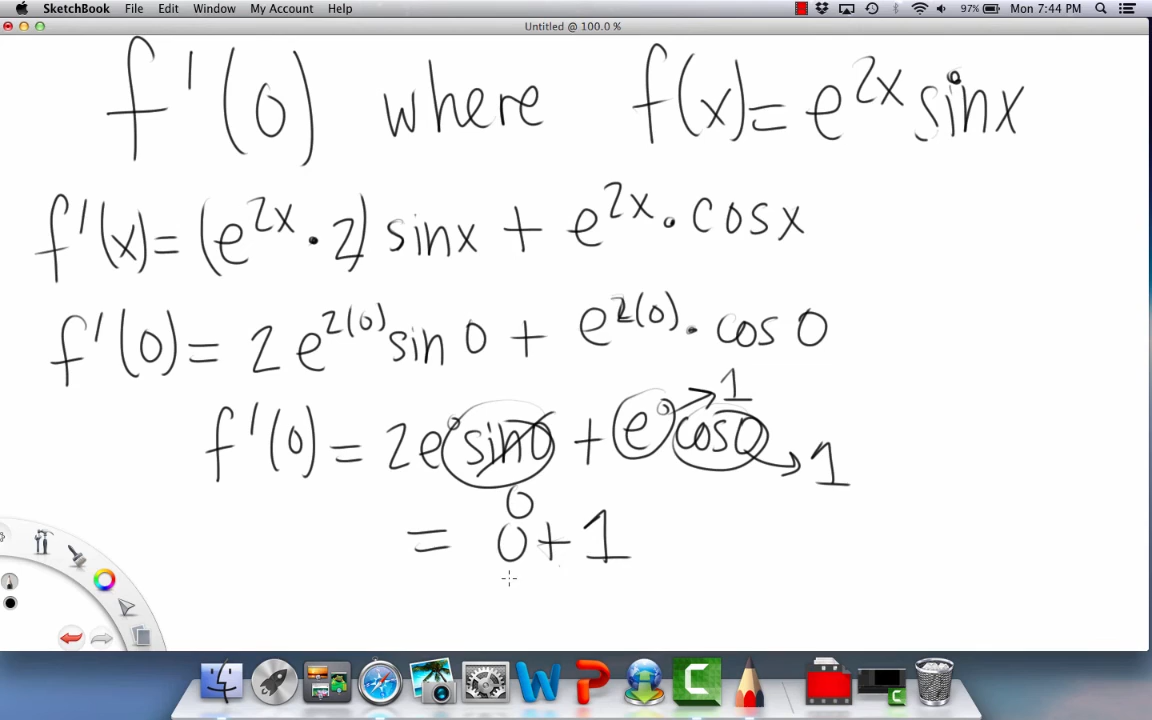 SketchBook File Edit Window My Account Help 97% Mon 7:44 PM
Untitled @ 100.0 %
f'(0) where f(x)= e^2x sinx
f'(x)= (e^2x · 2) sinx + e^2x · cosx
f'(0) = 2e^2(0) sin 0 + e^2(0) · cos 0
1
f'(0) = 2e^0 sin0 + e^0 cos0
1
0
= 0+1